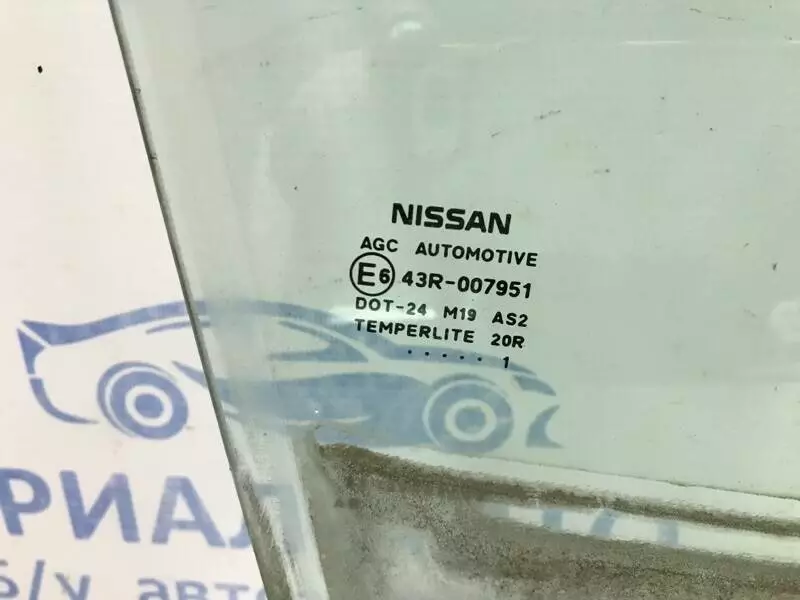 NISSAN
AGC AUTOMOTIVE
E6 43R-007951
DOT-24 M19 AS2
TEMPERLITE 20R
..... 1
РИАЛ
Б/у авто